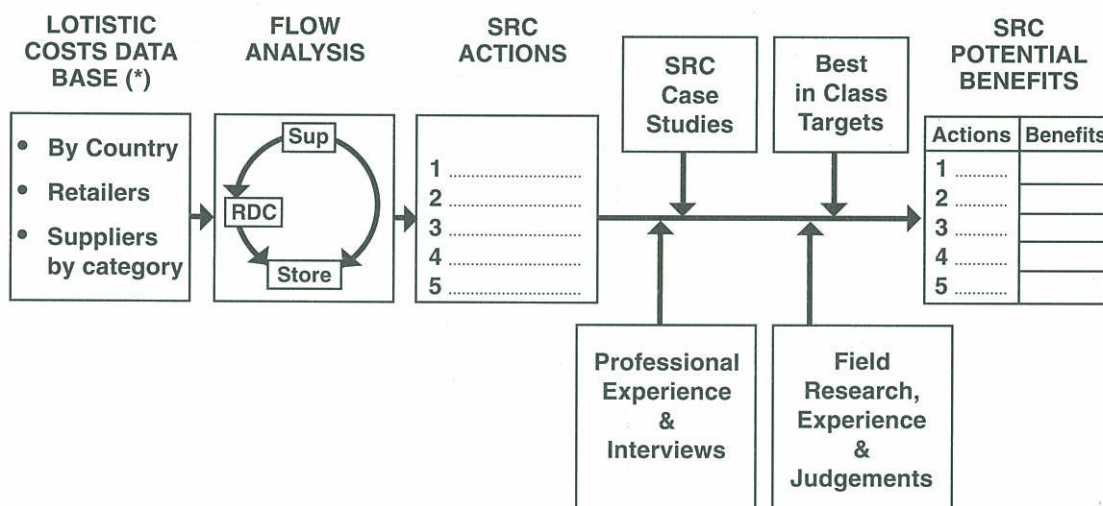 LOTISTIC
COSTS DATA
BASE (*)
• By Country
• Retailers
• Suppliers
by category
FLOW
ANALYSIS
Sup
RDC
Store
SRC
ACTIONS
1 ....................
2 ....................
3 ....................
4 ....................
5 ....................
SRC
Case
Studies
Best
in Class
Targets
Professional
Experience
&
Interviews
Field
Research,
Experience
&
Judgements
SRC
POTENTIAL
BENEFITS
Actions Benefits
1 ..........
2 ..........
3 ..........
4 ..........
5 ..........